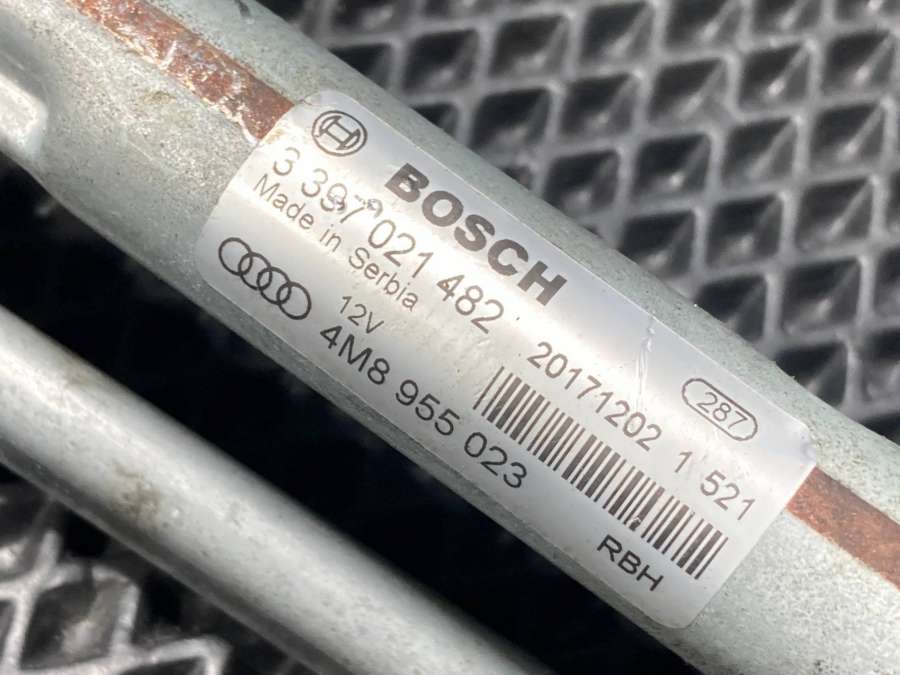 BOSCH
3 397 021 482
Made in Serbia
12V
4M8 955 023
287
20171202 1 521
RBH